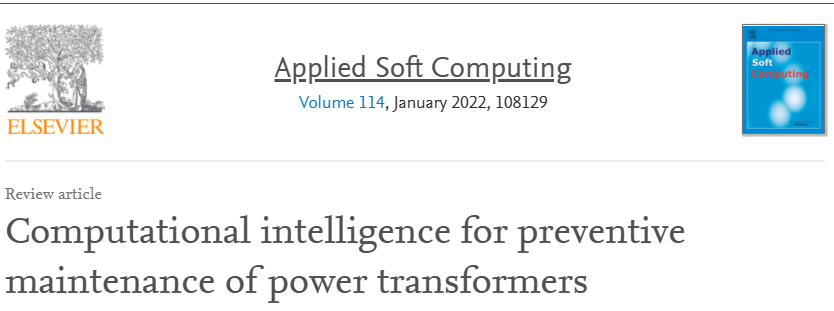 ELSEVIER
Applied Soft Computing
Volume 114, January 2022, 108129
Applied
Soft
Computing
Review article
Computational intelligence for preventive
maintenance of power transformers